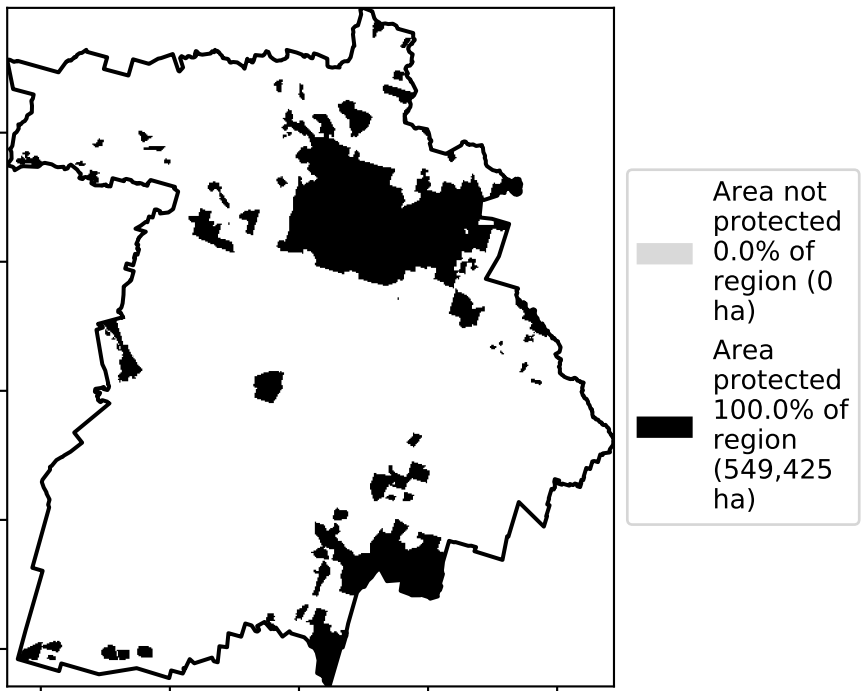 Area not
protected
0.0% of
region (0
ha)
Area
protected
100.0% of
region
(549,425
ha)